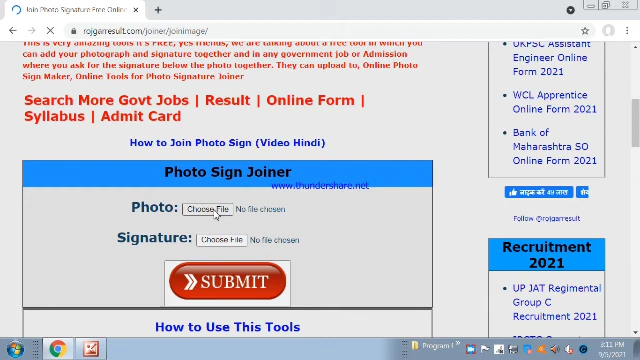 Join Photo Signature Free Online
rojgarresult.com/joiner/joinimage/
This is very amazing tools it's FREE, yes friends, we are talking about a free tool in which you
can add your photograph and signature together and in any government job or Admission
where you ask for the signature below the photo together. They can upload to, Online Photo
Sign Maker, Online Tools for Photo Signature Joiner
Search More Govt Jobs | Result | Online Form |
Syllabus | Admit Card
How to Join Photo Sign (Video Hindi)
Photo Sign Joiner
www.thundershare.net
Photo: Choose File No file chosen
Signature: Choose File No file chosen
SUBMIT
How to Use This Tools
UKPSC Assistant
Engineer Online
Form 2021
WCL Apprentice
Online Form 2021
Bank of
Maharashtra SO
Online Form 2021
लाइक करें 49 लाख
Follow @rojgarresult
Recruitment
2021
UP JAT Regimental
Group C
Recruitment 2021
Program
3:11 PM
9/5/2021